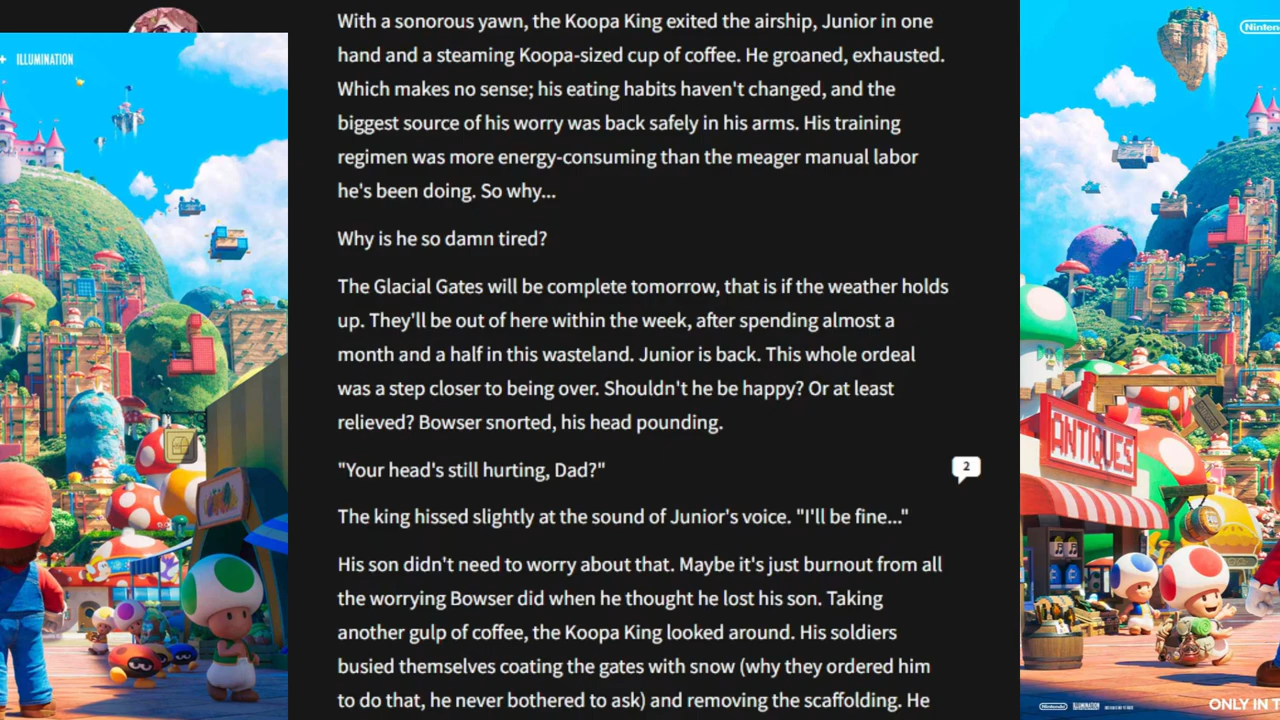 ILLUMINATION
With a sonorous yawn, the Koopa King exited the airship, Junior in one
hand and a steaming Koopa-sized cup of coffee. He groaned, exhausted.
Which makes no sense; his eating habits haven't changed, and the
biggest source of his worry was back safely in his arms. His training
regimen was more energy-consuming than the meager manual labor
he's been doing. So why...
Why is he so damn tired?
The Glacial Gates will be complete tomorrow, that is if the weather holds
up. They'll be out of here within the week, after spending almost a
month and a half in this wasteland. Junior is back. This whole ordeal
was a step closer to being over. Shouldn't he be happy? Or at least
relieved? Bowser snorted, his head pounding.
"Your head's still hurting, Dad?"
2
The king hissed slightly at the sound of Junior's voice. "I'll be fine..."
His son didn't need to worry about that. Maybe it's just burnout from all
the worrying Bowser did when he thought he lost his son. Taking
another gulp of coffee, the Koopa King looked around. His soldiers
busied themselves coating the gates with snow (why they ordered him
to do that, he never bothered to ask) and removing the scaffolding. He
ANTIQUES
Nintendo
ILLUMINATION
ONLY IN